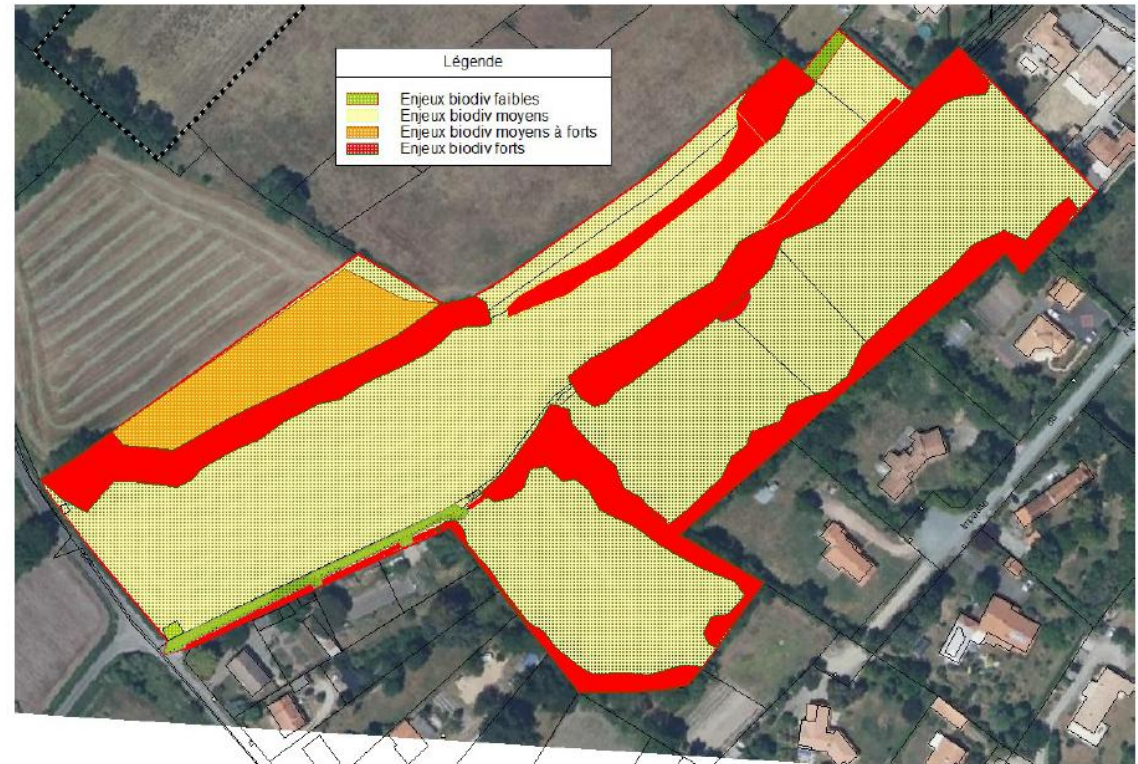 Légende
Enjeux biodiv faibles
Enjeux biodiv moyens
Enjeux biodiv moyens à forts
Enjeux biodiv forts